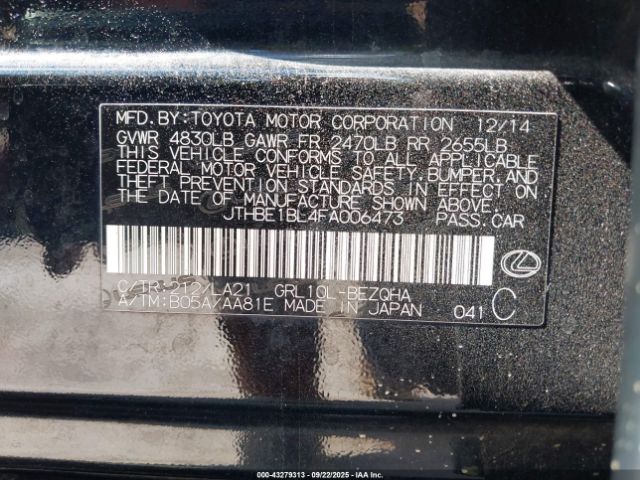 MFD. BY: TOYOTA MOTOR CORPORATION 12/14
GVWR 4830LB GAWR FR 2470LB RR 2655LB
THIS VEHICLE CONFORMS TO ALL APPLICABLE
FEDERAL MOTOR VEHICLE SAFETY, BUMPER, AND
THEFT PREVENTION STANDARDS IN EFFECT ON
THE DATE OF MANUFACTURE SHOWN ABOVE.
JTHBE1BL4FA006473 PASS.CAR
C/TR: 212/LA21 GRL10L-BEZQHA
A/TM: B05A/AA81E MADE IN JAPAN 041 C
000-43279313 - 09/22/2025 - IAAI.COM